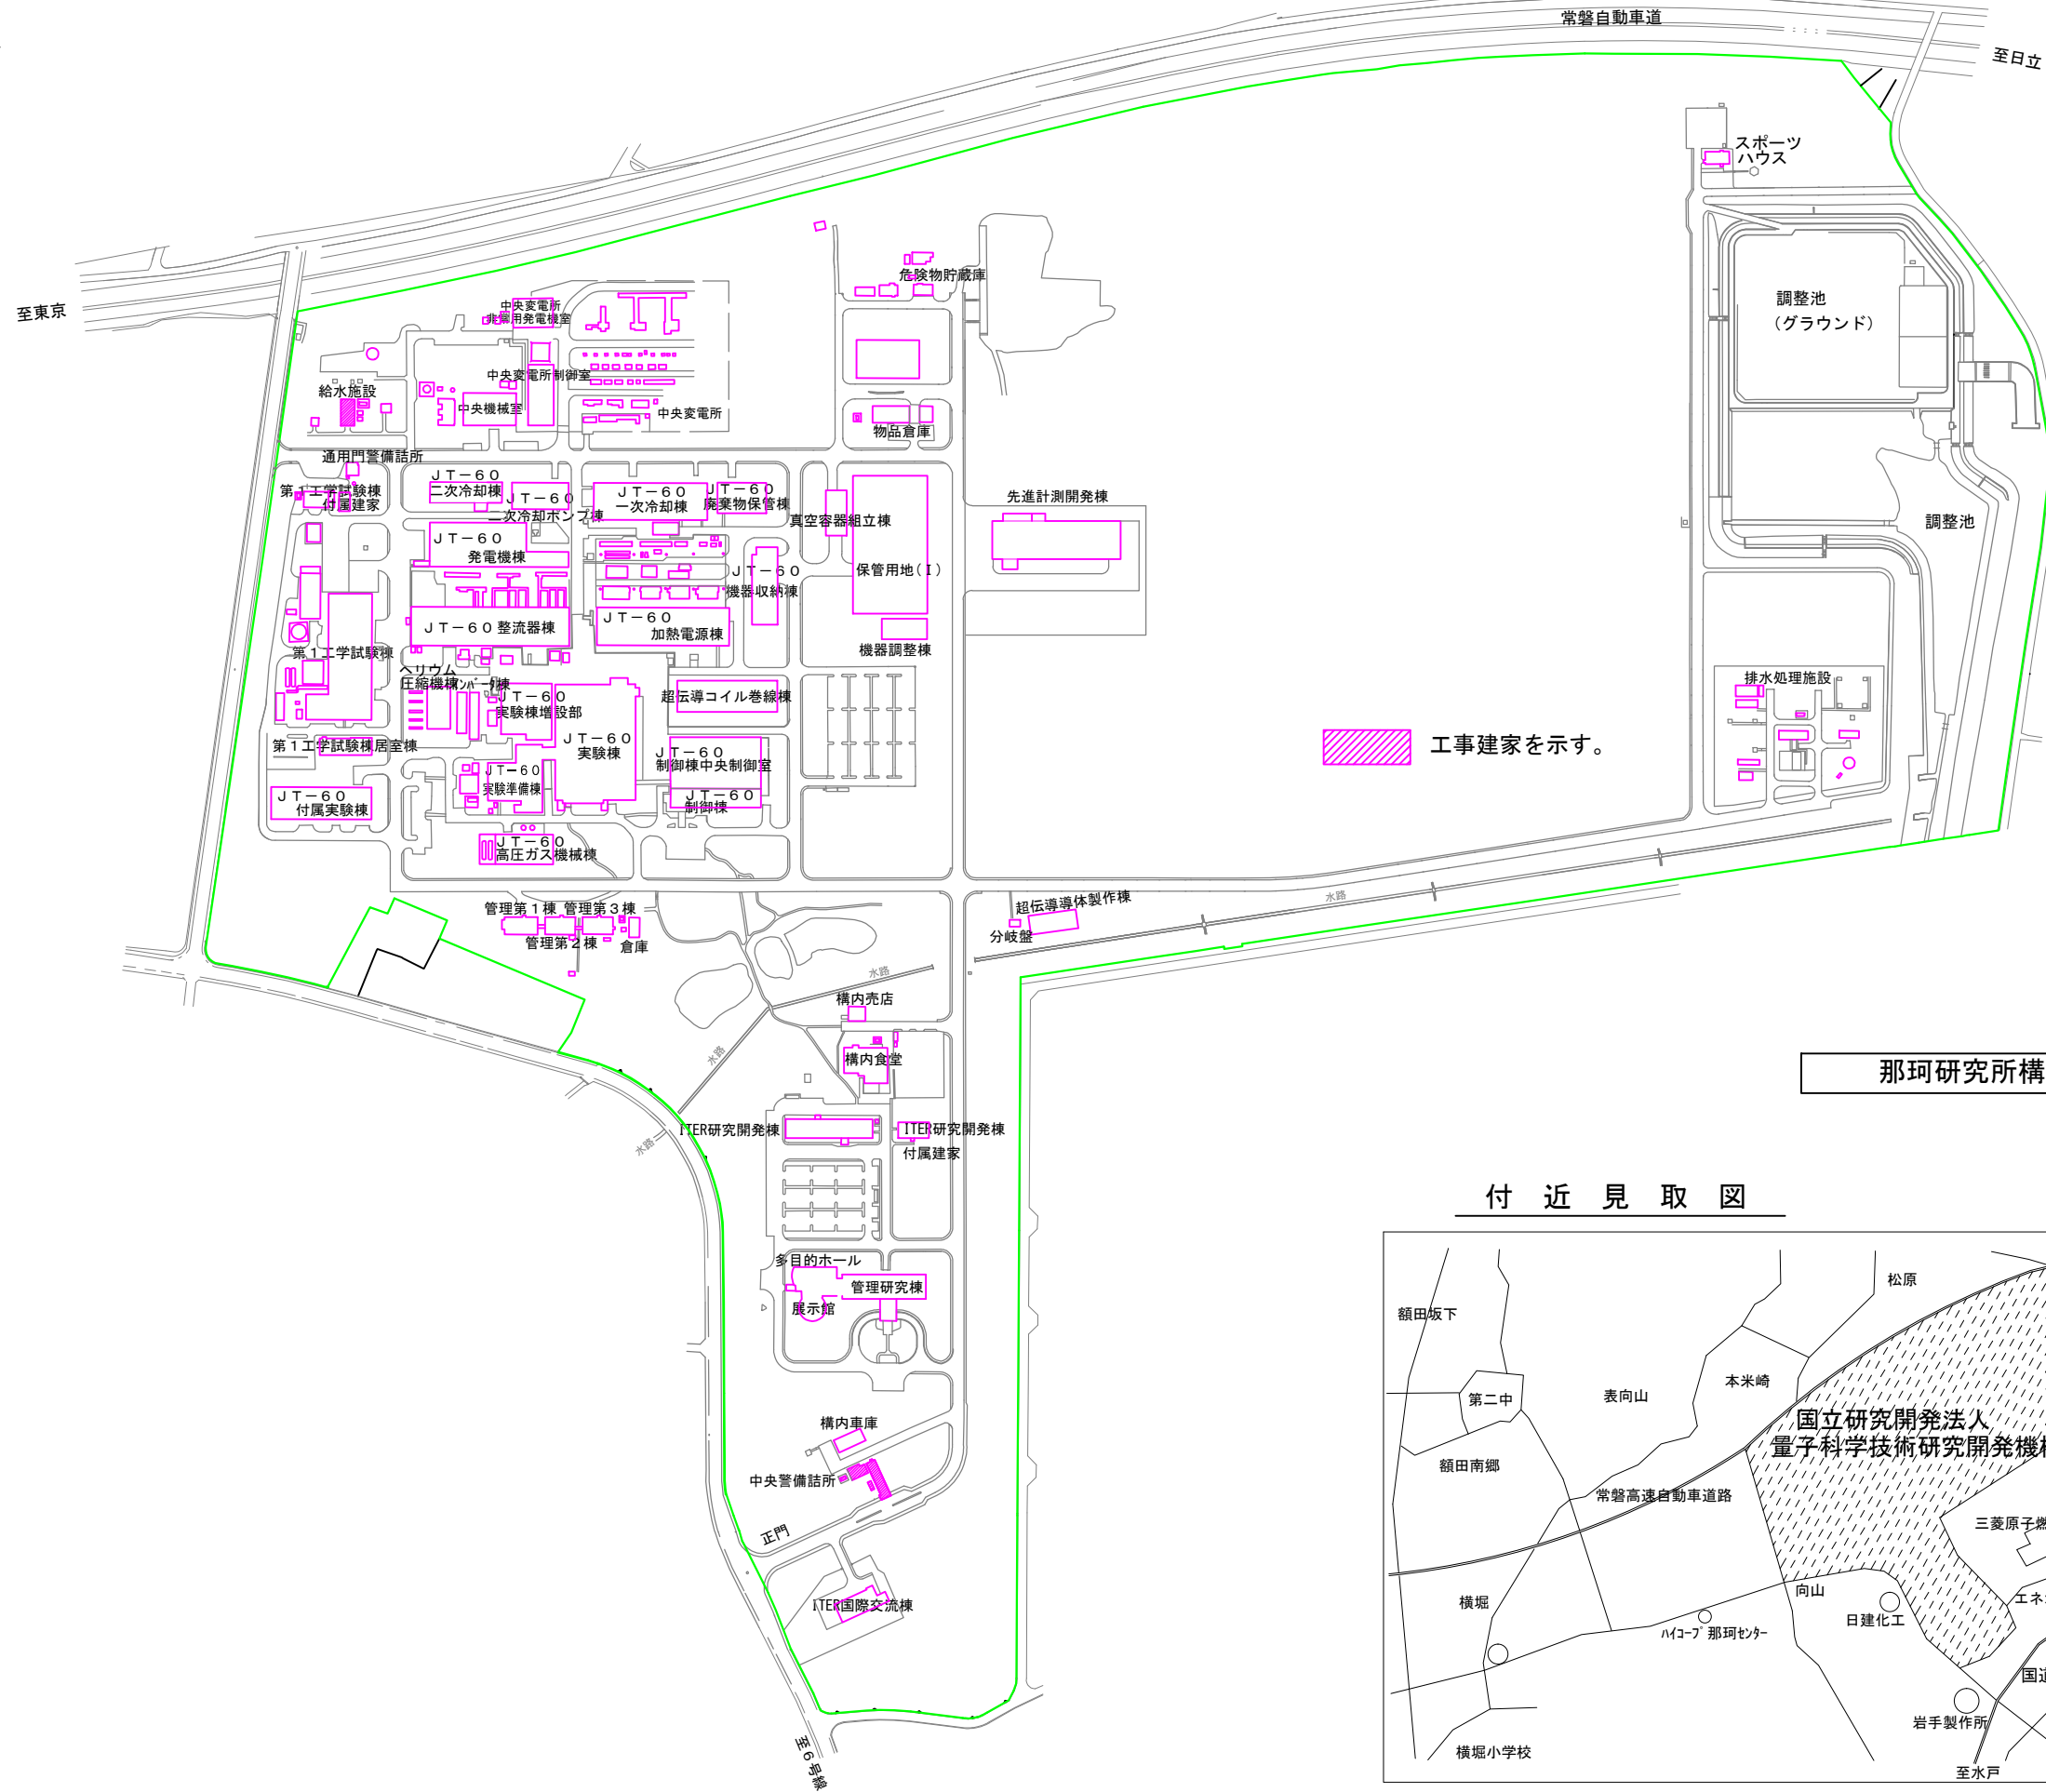 常磐自動車道
至日立
スポーツ
ハウス
危険物貯蔵庫
調整池
(グラウンド)
至東京
中央変電所
非常用発電機室
中央変電所制御室
給水施設
中央機械室
中央変電所
物品倉庫
通用門警備詰所
第1工学試験棟
付属建家
JT-60
二次冷却棟
JT-60
二次冷却ポンプ棟
JT-60
一次冷却棟
JT-60
廃棄物保管棟
真空容器組立棟
先進計測開発棟
調整池
JT-60
発電機棟
JT-60
機器収納棟
保管用地(I)
JT-60 整流器棟
JT-60
加熱電源棟
機器調整棟
第1工学試験棟
ヘリウム
圧縮機棟
インバータ棟
JT-60
実験棟増設部
超伝導コイル巻線棟
排水処理施設
JT-60
実験棟
第1工学試験棟居室棟
JT-60
制御棟中央制御室
工事建家を示す。
JT-60
実験準備棟
JT-60
付属実験棟
JT-60
制御棟
JT-60
高圧ガス機械棟
管理第1棟 管理第3棟
管理第2棟
倉庫
超伝導導体製作棟
分岐盤
水路
水路
構内売店
水路
構内食堂
那珂研究所構
水路
ITER研究開発棟
ITER研究開発棟
付属建家
付近見取図
多目的ホール
管理研究棟
展示館
松原
額田坂下
本米崎
表向山
第二中
国立研究開発法人
量子科学技術研究開発機構
構内車庫
額田南郷
中央警備詰所
常磐高速自動車道路
正門
三菱原子燃
向山
エネ
ITER国際交流棟
横堀
日建化工
ハイコープ那珂センター
国道
岩手製作所
至6号線
横堀小学校
至水戸